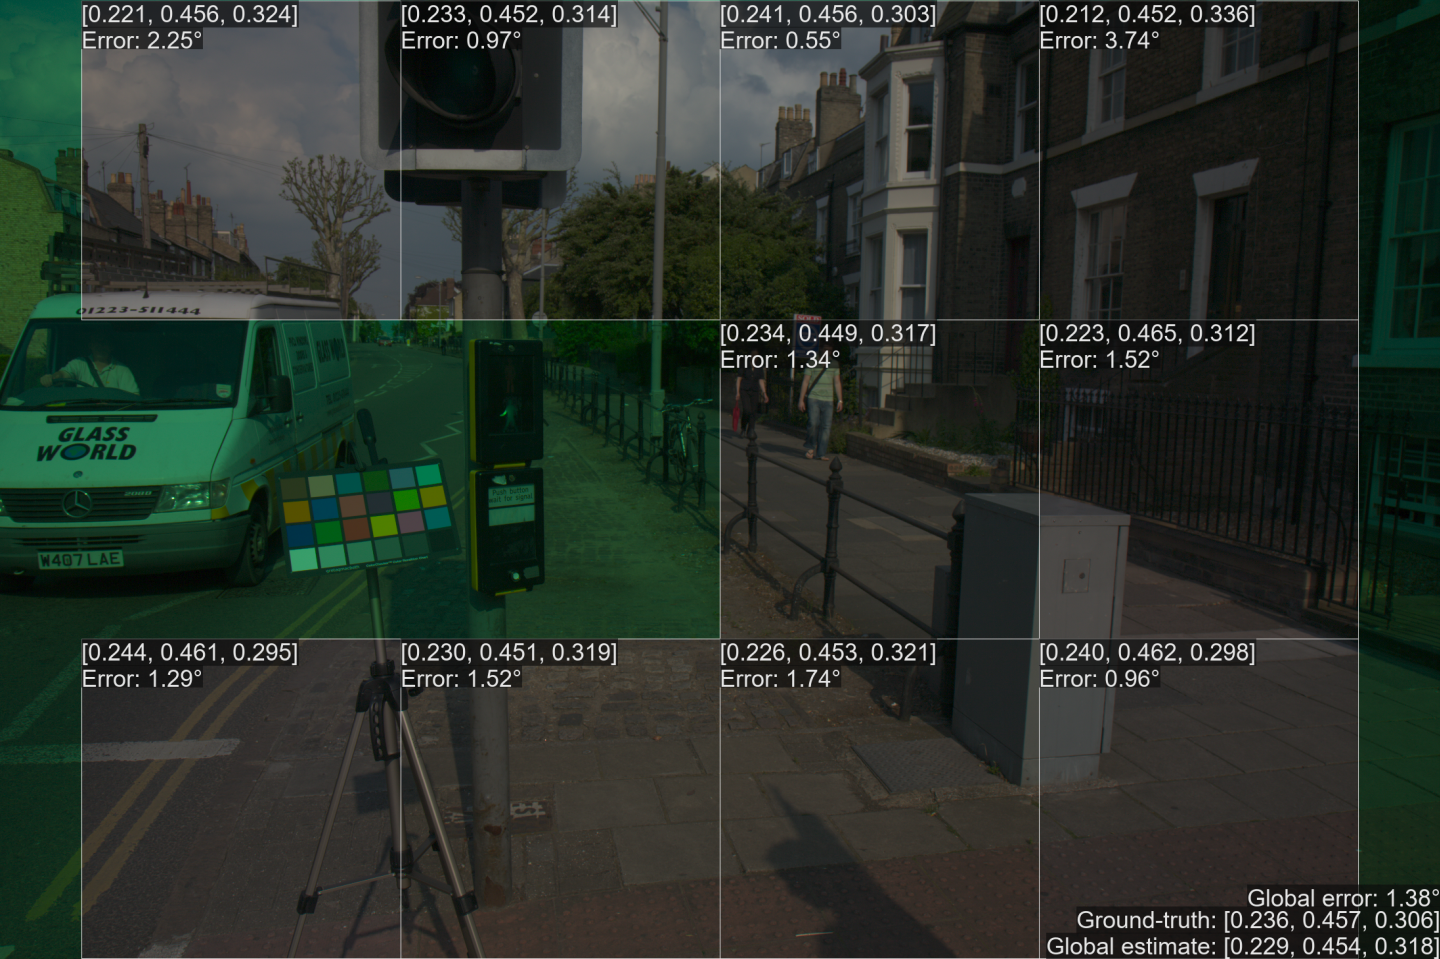 [0.221, 0.456, 0.324]
Error: 2.25°
[0.233, 0.452, 0.314]
Error: 0.97°
[0.241, 0.456, 0.303]
Error: 0.55°
[0.212, 0.452, 0.336]
Error: 3.74°
01223-511444
GLASS
WORLD
W407 LAE
Push button
wait for signal
[0.234, 0.449, 0.317]
Error: 1.34°
[0.223, 0.465, 0.312]
Error: 1.52°
[0.244, 0.461, 0.295]
Error: 1.29°
[0.230, 0.451, 0.319]
Error: 1.52°
[0.226, 0.453, 0.321]
Error: 1.74°
[0.240, 0.462, 0.298]
Error: 0.96°
Global error: 1.38°
Ground-truth: [0.236, 0.457, 0.306]
Global estimate: [0.229, 0.454, 0.318]